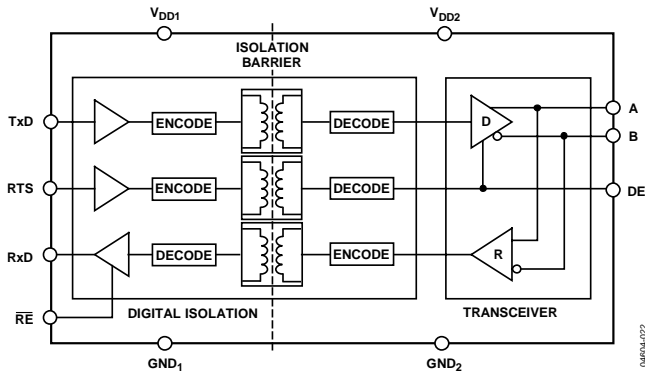 VDD1
VDD2
ISOLATION
BARRIER
TxD
ENCODE
DECODE
D
A
B
RTS
ENCODE
DECODE
DE
RxD
DECODE
ENCODE
R
RE
DIGITAL ISOLATION
TRANSCEIVER
GND1
GND2
04604-022